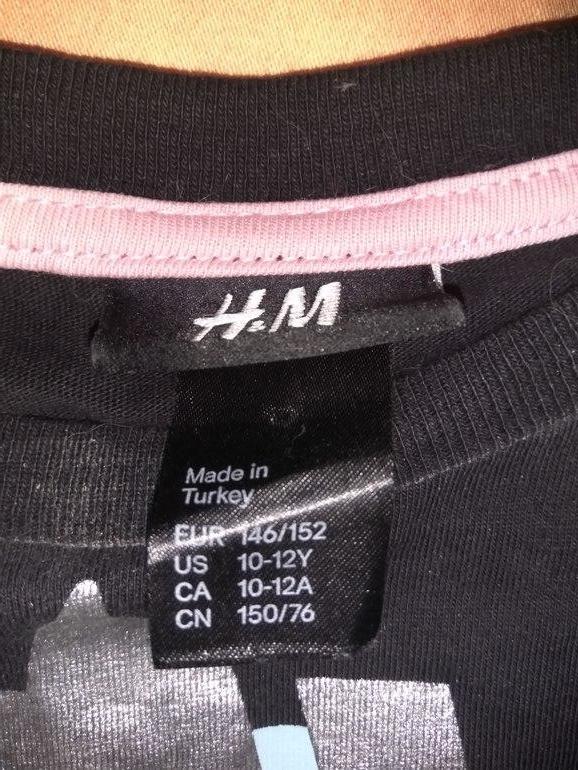 H&M
Made in
Turkey
EUR 146/152
US 10-12Y
CA 10-12A
CN 150/76